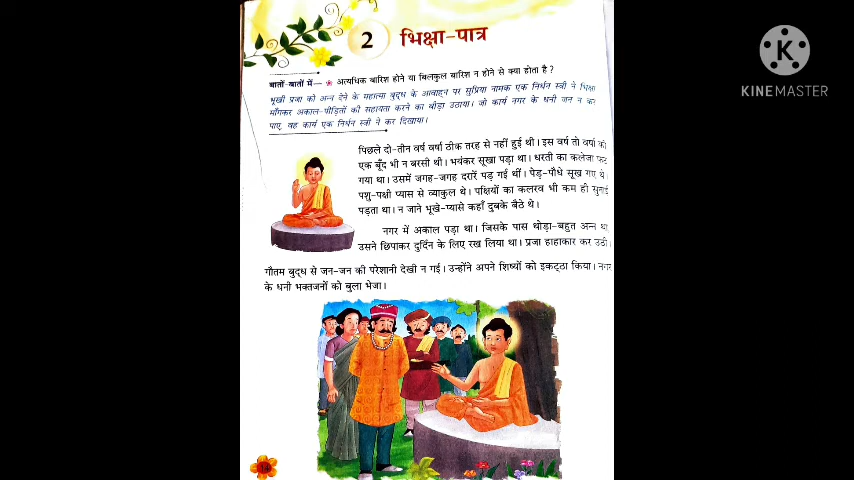 2
भिक्षा-पात्र
K
KINEMASTER
बातों-बातों में— अत्यधिक बारिश होने या बिलकुल बारिश न होने से क्या होता है?
भूखी प्रजा को अन्न देने के महात्मा बुद्ध के आवाहन पर सुप्रिया नामक एक निर्धन स्त्री ने भिक्षा
माँगकर अकाल-पीड़ितों की सहायता करने का बीड़ा उठाया। जो कार्य नगर के धनी जन न कर
पाए, वह कार्य एक निर्धन स्त्री ने कर दिखाया।
पिछले दो-तीन वर्ष वर्षा ठीक तरह से नहीं हुई थी। इस वर्ष तो वर्षा की
एक बूँद भी न बरसी थी। भयंकर सूखा पड़ा था। धरती का कलेजा फट
गया था। उसमें जगह-जगह दरारें पड़ गई थीं। पेड़-पौधे सूख गए थे।
पशु-पक्षी प्यास से व्याकुल थे। पक्षियों का कलरव भी कम ही सुनाई
पड़ता था। न जाने भूखे-प्यासे कहाँ दुबके बैठे थे।
नगर में अकाल पड़ा था। जिसके पास थोड़ा-बहुत अन्न था,
उसने छिपाकर दुर्दिन के लिए रख लिया था। प्रजा हाहाकार कर उठी।
गौतम बुद्ध से जन-जन की परेशानी देखी न गई। उन्होंने अपने शिष्यों को इकट्ठा किया। नगर
के धनी भक्तजनों को बुला भेजा।
14